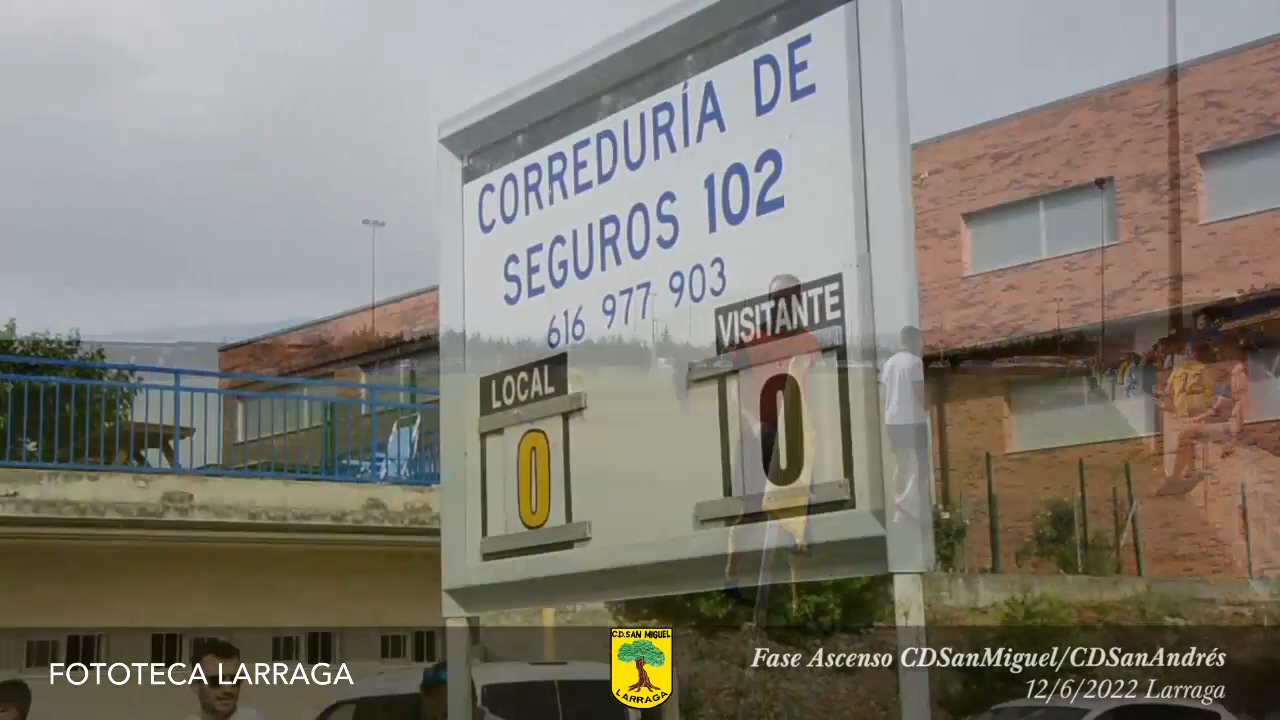 CORREDURÍA DE
SEGUROS 102
616 977 903
LOCAL
VISITANTE
0
0
12
FOTOTECA LARRAGA
C.D.SAN MIGUEL
LARRAGA
Fase Ascenso CDSanMiguel/CDSanAndrés
12/6/2022 Larraga